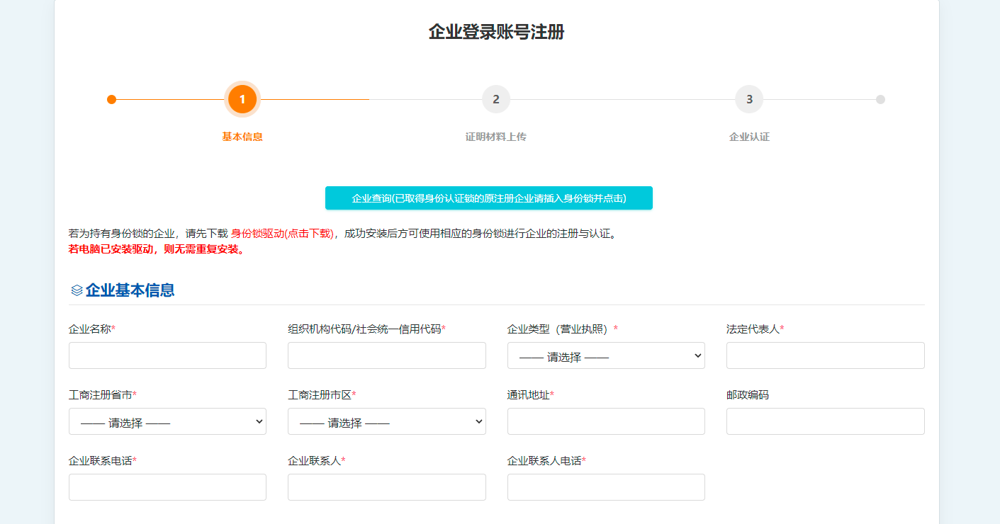 企业登录账号注册
1 2 3
基本信息 证明材料上传 企业认证
企业查询(已取得身份认证锁的原注册企业请插入身份锁并点击)
若为持有身份锁的企业，请先下载 身份锁驱动(点击下载)，成功安装后方可使用相应的身份锁进行企业的注册与认证。
若电脑已安装驱动，则无需重复安装。
企业基本信息
企业名称* 组织机构代码/社会统一信用代码* 企业类型（营业执照）* 法定代表人*
—— 请选择 ——
工商注册省市* 工商注册市区* 通讯地址* 邮政编码
—— 请选择 —— —— 请选择 ——
企业联系电话* 企业联系人* 企业联系人电话*